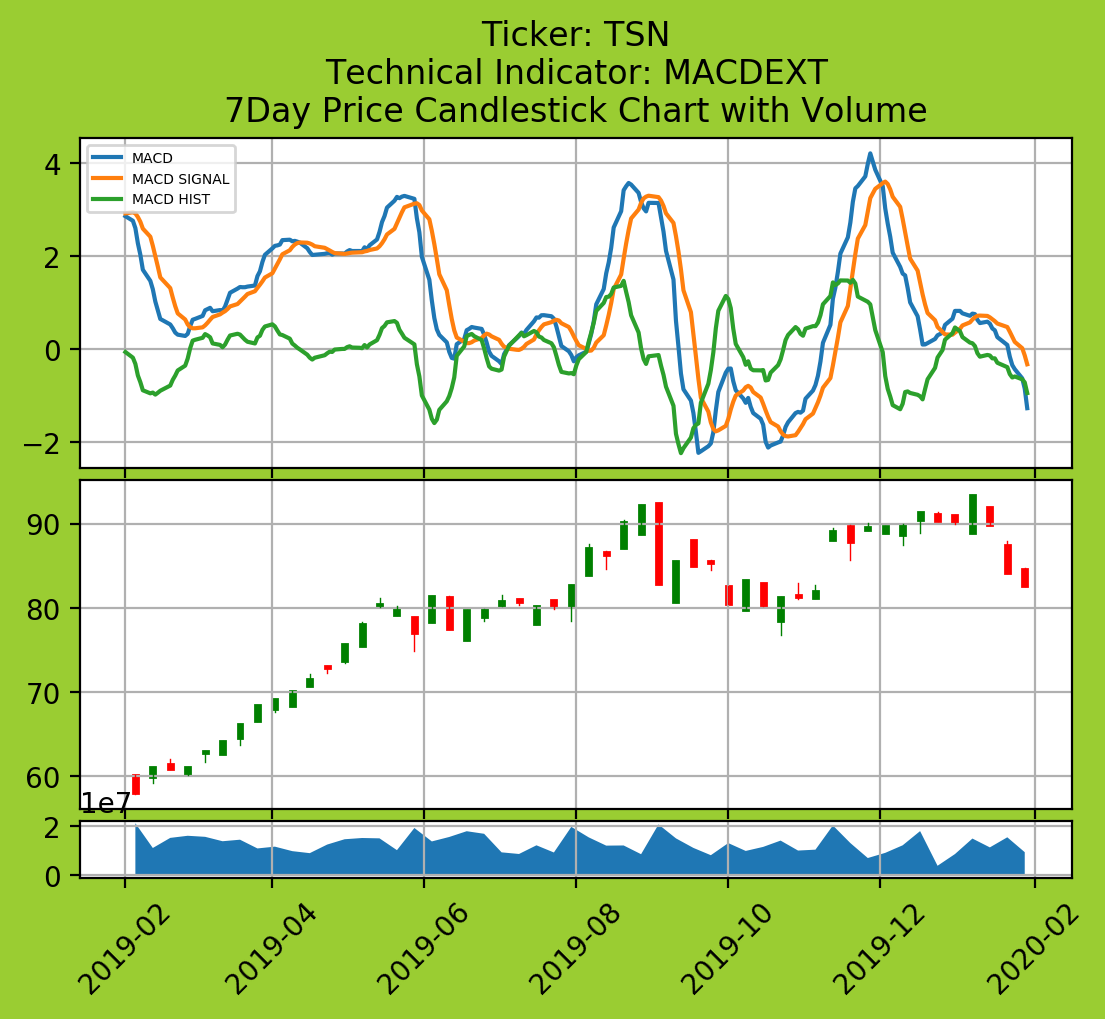 Ticker: TSN
Technical Indicator: MACDEXT
7Day Price Candlestick Chart with Volume
MACD
MACD SIGNAL
MACD HIST
4
2
0
−2
90
80
70
60
1e7
2
0
2019-02
2019-04
2019-06
2019-08
2019-10
2019-12
2020-02